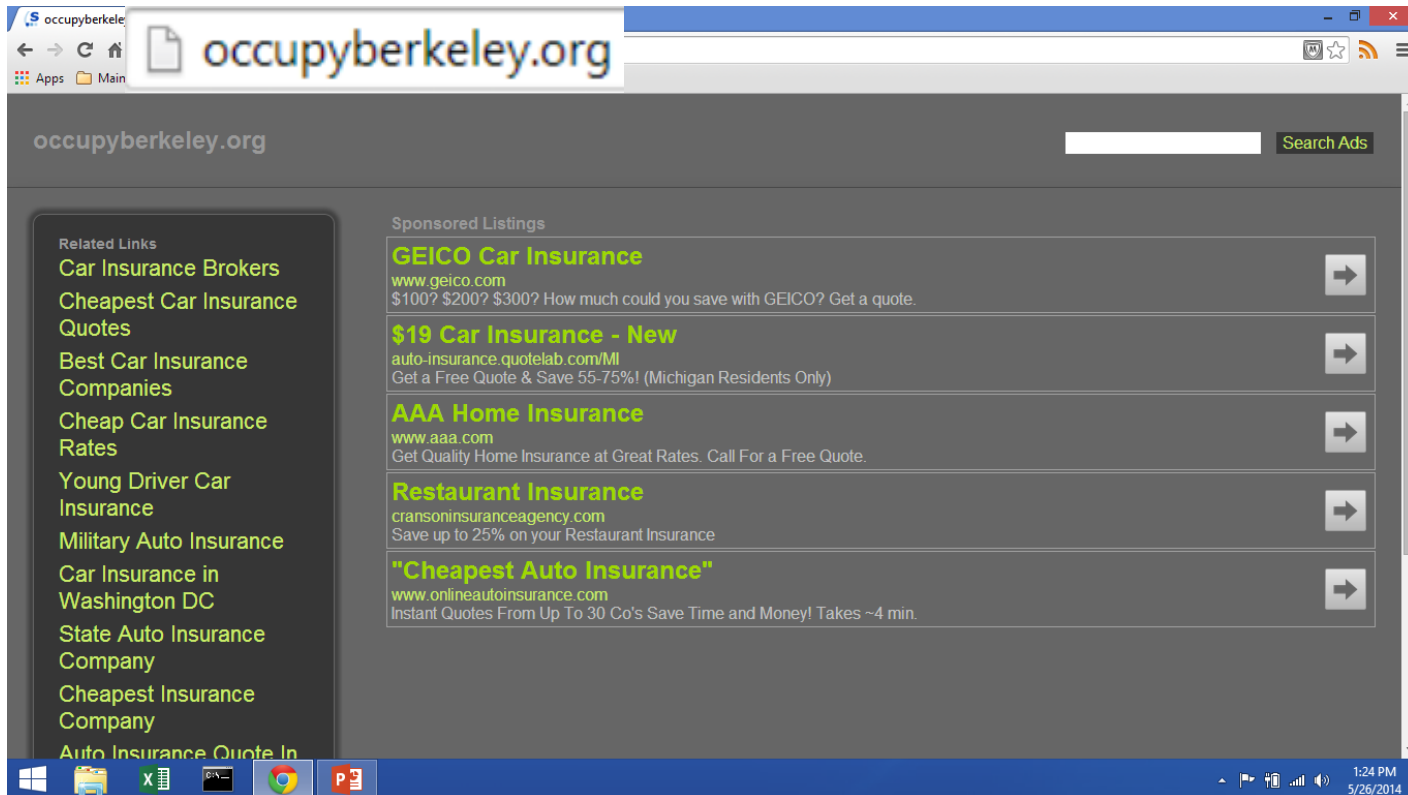 occupyberkele
occupyberkeley.org
Apps Main
occupyberkeley.org
Search Ads
Related Links
Car Insurance Brokers
Cheapest Car Insurance
Quotes
Best Car Insurance
Companies
Cheap Car Insurance
Rates
Young Driver Car
Insurance
Military Auto Insurance
Car Insurance in
Washington DC
State Auto Insurance
Company
Cheapest Insurance
Company
Auto Insurance Quote In
Sponsored Listings
GEICO Car Insurance
www.geico.com
$100? $200? $300? How much could you save with GEICO? Get a quote.
$19 Car Insurance - New
auto-insurance.quotelab.com/MI
Get a Free Quote & Save 55-75%! (Michigan Residents Only)
AAA Home Insurance
www.aaa.com
Get Quality Home Insurance at Great Rates. Call For a Free Quote.
Restaurant Insurance
cransoninsuranceagency.com
Save up to 25% on your Restaurant Insurance
"Cheapest Auto Insurance"
www.onlineautoinsurance.com
Instant Quotes From Up To 30 Co's Save Time and Money! Takes ~4 min.
1:24 PM
5/26/2014